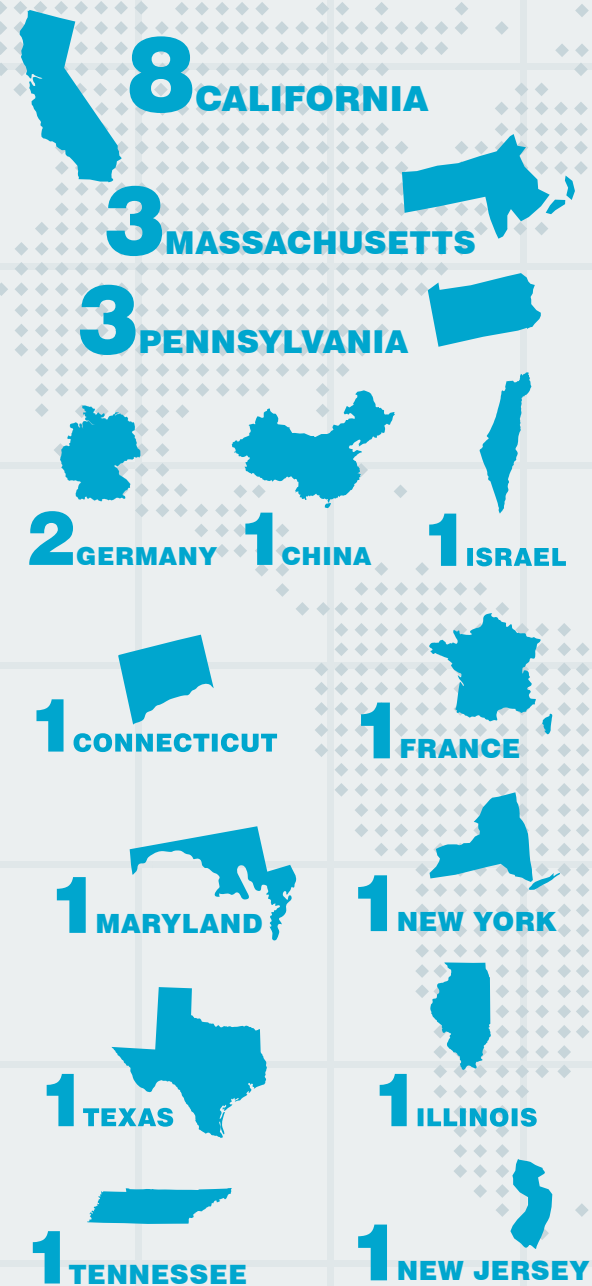 8 CALIFORNIA
3 MASSACHUSETTS
3 PENNSYLVANIA
2 GERMANY
1 CHINA
1 ISRAEL
1 CONNECTICUT
1 FRANCE
1 MARYLAND
1 NEW YORK
1 TEXAS
1 ILLINOIS
1 TENNESSEE
1 NEW JERSEY